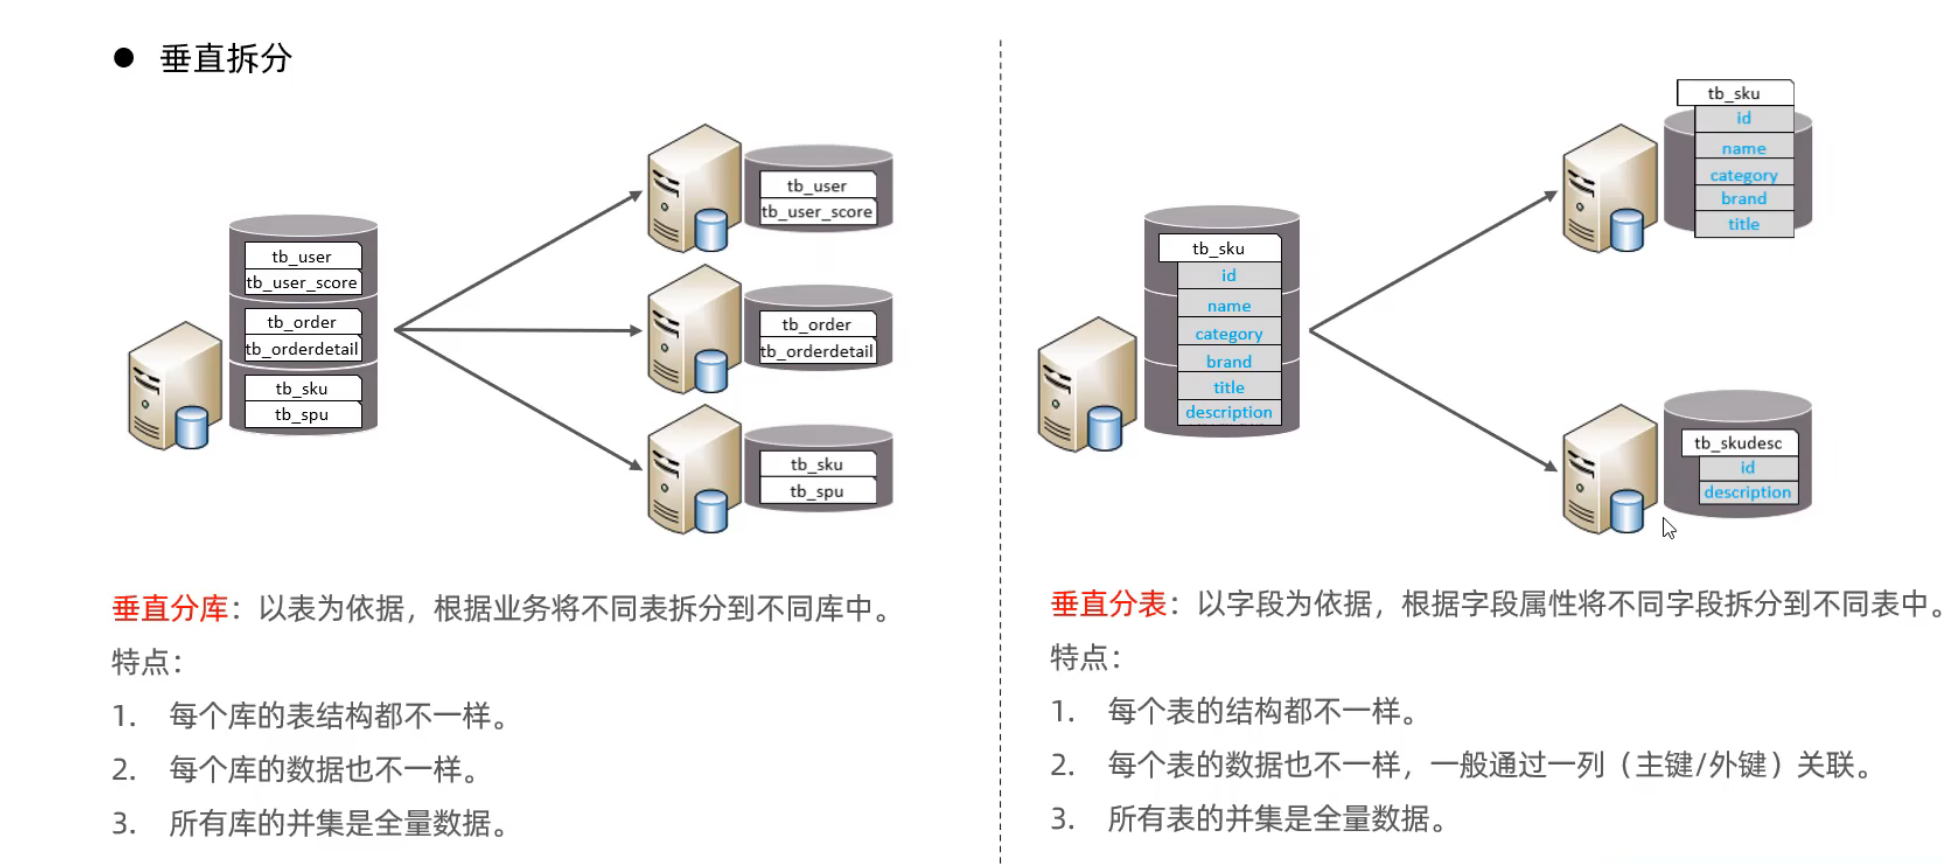 ● 垂直拆分
tb_user
tb_user_score
tb_order
tb_orderdetail
tb_sku
tb_spu
tb_user
tb_user_score
tb_order
tb_orderdetail
tb_sku
tb_spu
垂直分库：以表为依据，根据业务将不同表拆分到不同库中。
特点：
1. 每个库的表结构都不一样。
2. 每个库的数据也不一样。
3. 所有库的并集是全量数据。
tb_sku
id
name
category
brand
title
description
tb_sku
id
name
category
brand
title
tb_skudesc
id
description
垂直分表：以字段为依据，根据字段属性将不同字段拆分到不同表中。
特点：
1. 每个表的结构都不一样。
2. 每个表的数据也不一样，一般通过一列（主键/外键）关联。
3. 所有表的并集是全量数据。